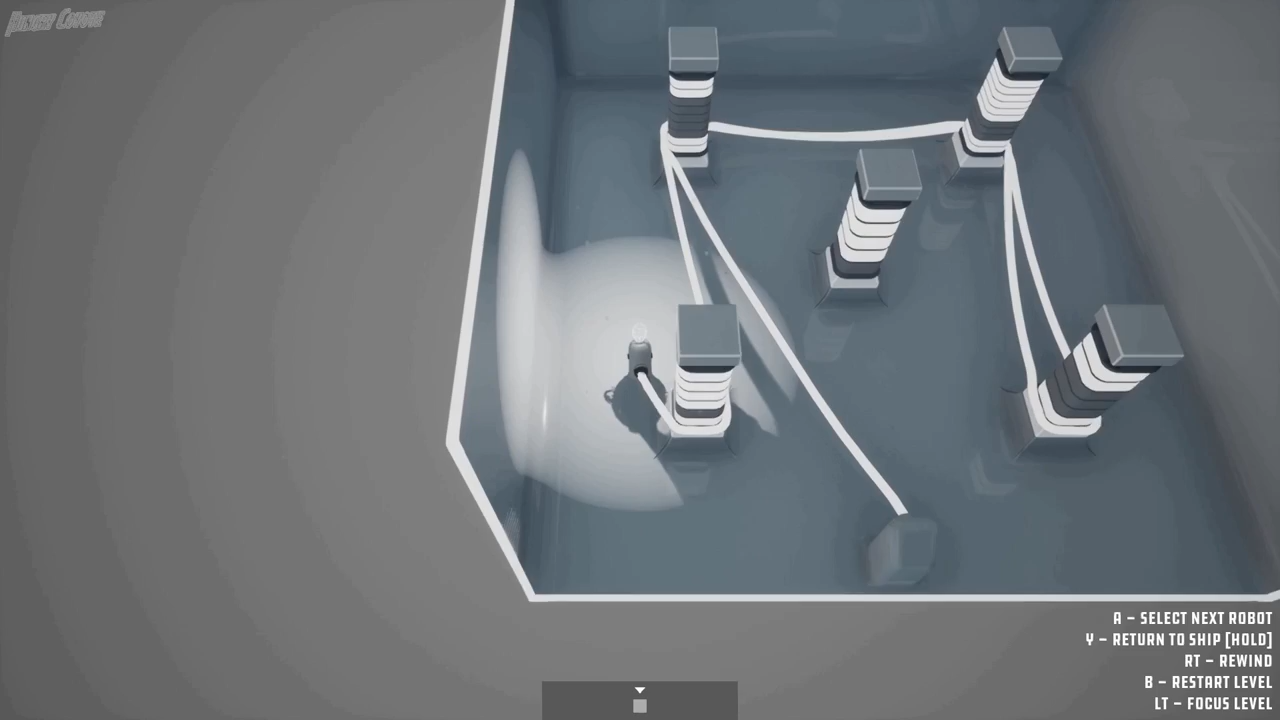 A – SELECT NEXT ROBOT
Y – RETURN TO SHIP [HOLD]
RT – REWIND
B – RESTART LEVEL
LT – FOCUS LEVEL